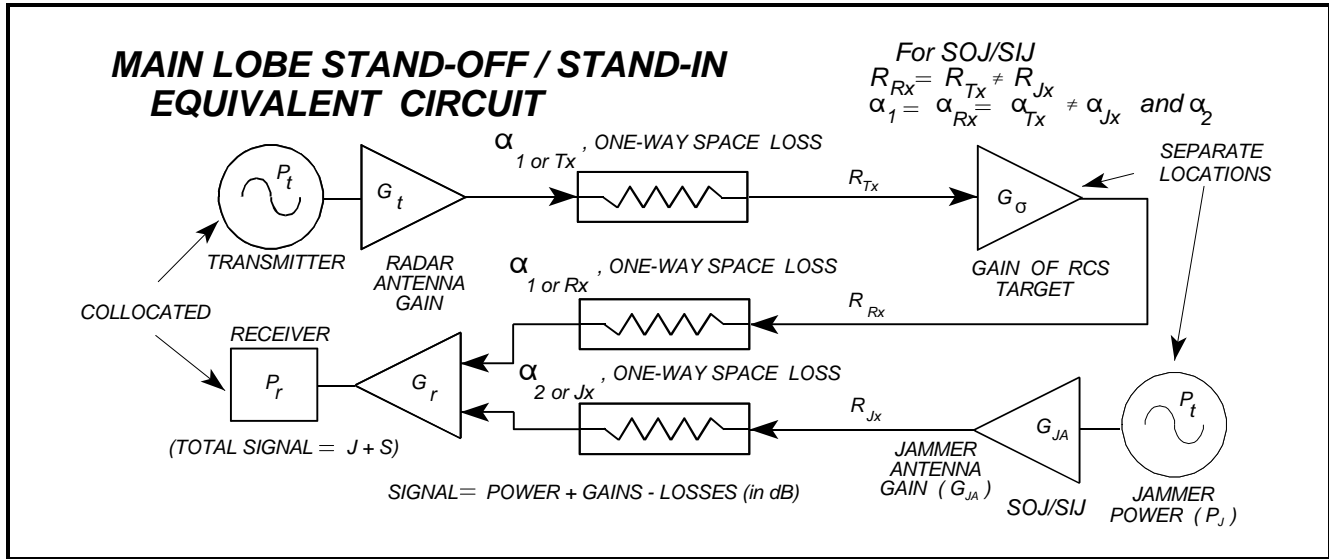 MAIN LOBE STAND-OFF / STAND-IN
EQUIVALENT CIRCUIT
For SOJ/SIJ
R_Rx = R_Tx ≠ R_Jx
α_1 = α_Rx = α_Tx ≠ α_Jx and α_2
α_1 or Tx , ONE-WAY SPACE LOSS
SEPARATE
LOCATIONS
P_t
G_t
R_Tx
G_σ
TRANSMITTER
RADAR
ANTENNA
GAIN
α_1 or Rx , ONE-WAY SPACE LOSS
GAIN OF RCS
TARGET
COLLOCATED
R_Rx
RECEIVER
P_r
G_r
α_2 or Jx , ONE-WAY SPACE LOSS
R_Jx
G_JA
P_t
(TOTAL SIGNAL = J + S)
JAMMER
ANTENNA
GAIN ( G_JA )
SIGNAL = POWER + GAINS - LOSSES (in dB)
SOJ/SIJ
JAMMER
POWER ( P_J )